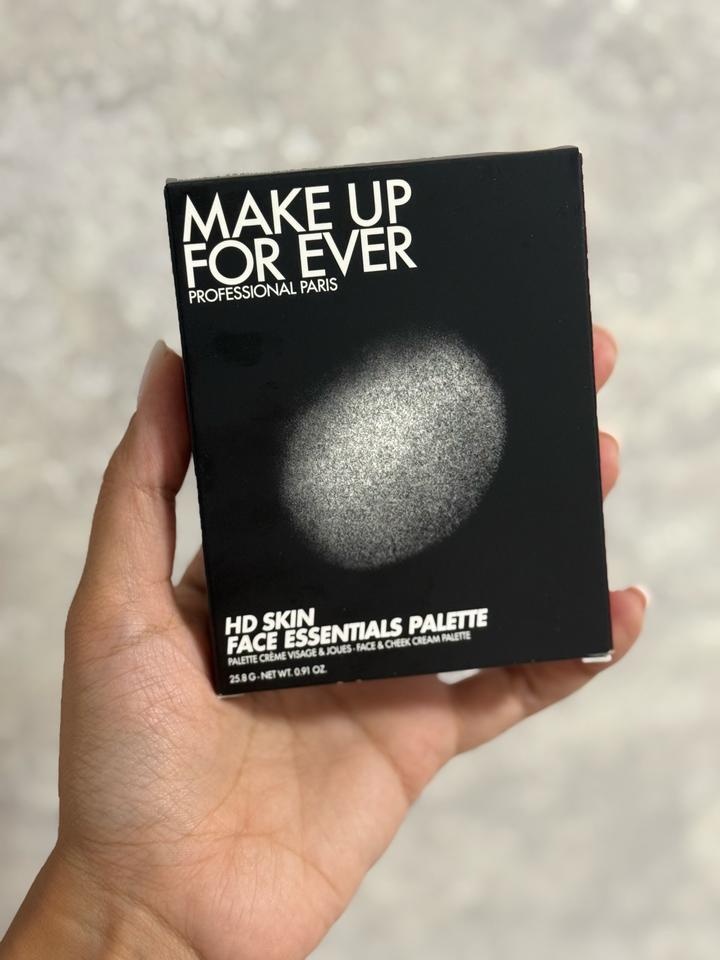 MAKE UP
FOR EVER
PROFESSIONAL PARIS
HD SKIN
FACE ESSENTIALS PALETTE
PALETTE CRÈME VISAGE & JOUES - FACE & CHEEK CREAM PALETTE
25.8 G - NET WT. 0.91 OZ.